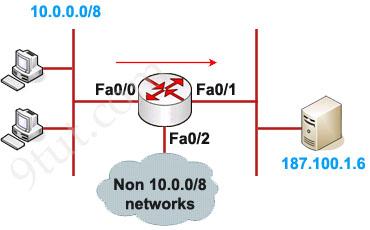 10.0.0.0/8
Fa0/0
Fa0/1
Fa0/2
187.100.1.6
Non 10.0.0/8
networks
9tut.com